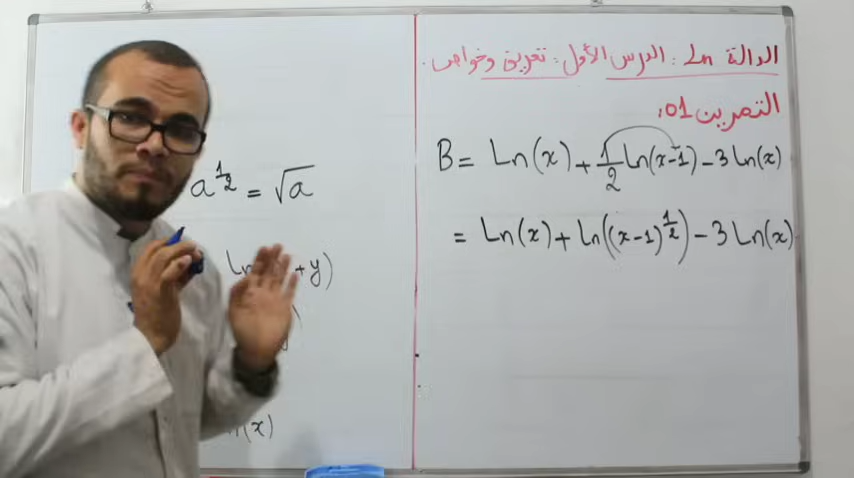 الدالة Ln : الدرس الأول : تعريف وخواص .
التمرين 01:
B = Ln(x) + 1/2 ln(x-1) - 3 ln(x)
= Ln(x) + ln((x-1)^(1/2)) - 3 Ln(x)
a^(1/2) = √a
+ y)
(x)